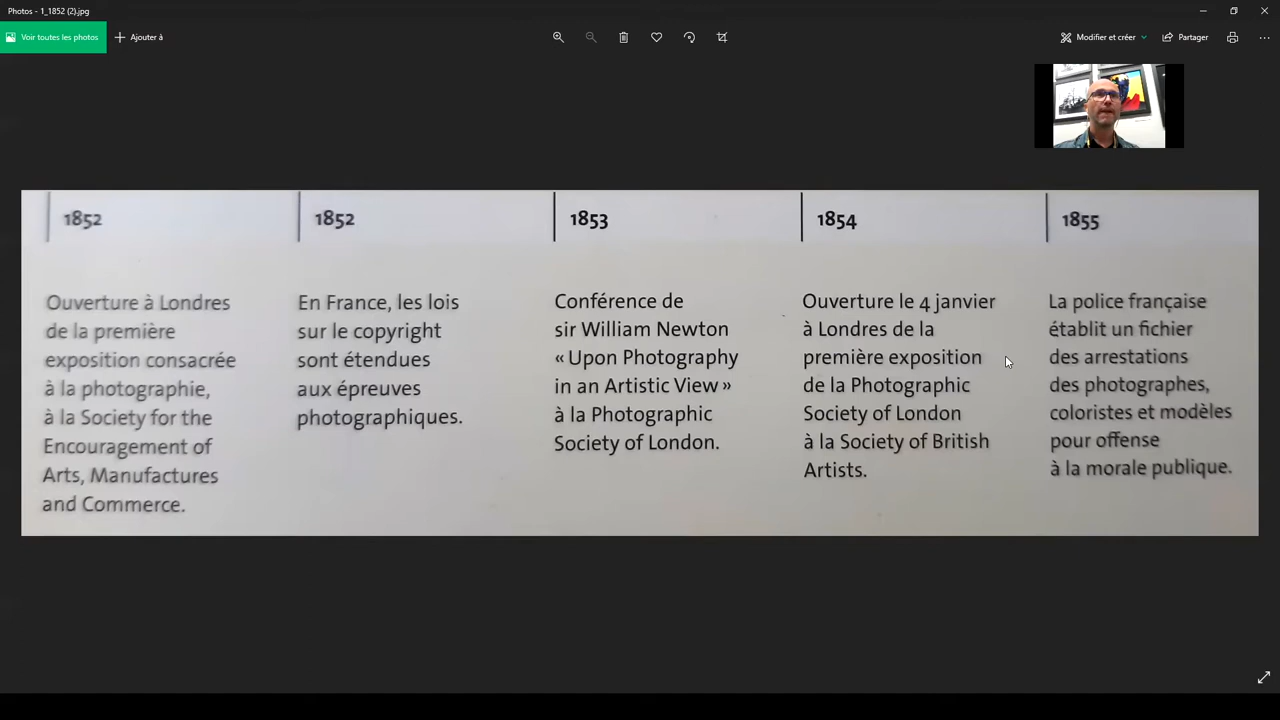 Photos - 1_1852 (2).jpg
Voir toutes les photos
Ajouter à
Modifier et créer
Partager
1852
Ouverture à Londres
de la première
exposition consacrée
à la photographie,
à la Society for the
Encouragement of
Arts, Manufactures
and Commerce.
1852
En France, les lois
sur le copyright
sont étendues
aux épreuves
photographiques.
1853
Conférence de
sir William Newton
« Upon Photography
in an Artistic View »
à la Photographic
Society of London.
1854
Ouverture le 4 janvier
à Londres de la
première exposition
de la Photographic
Society of London
à la Society of British
Artists.
1855
La police française
établit un fichier
des arrestations
des photographes,
coloristes et modèles
pour offense
à la morale publique.